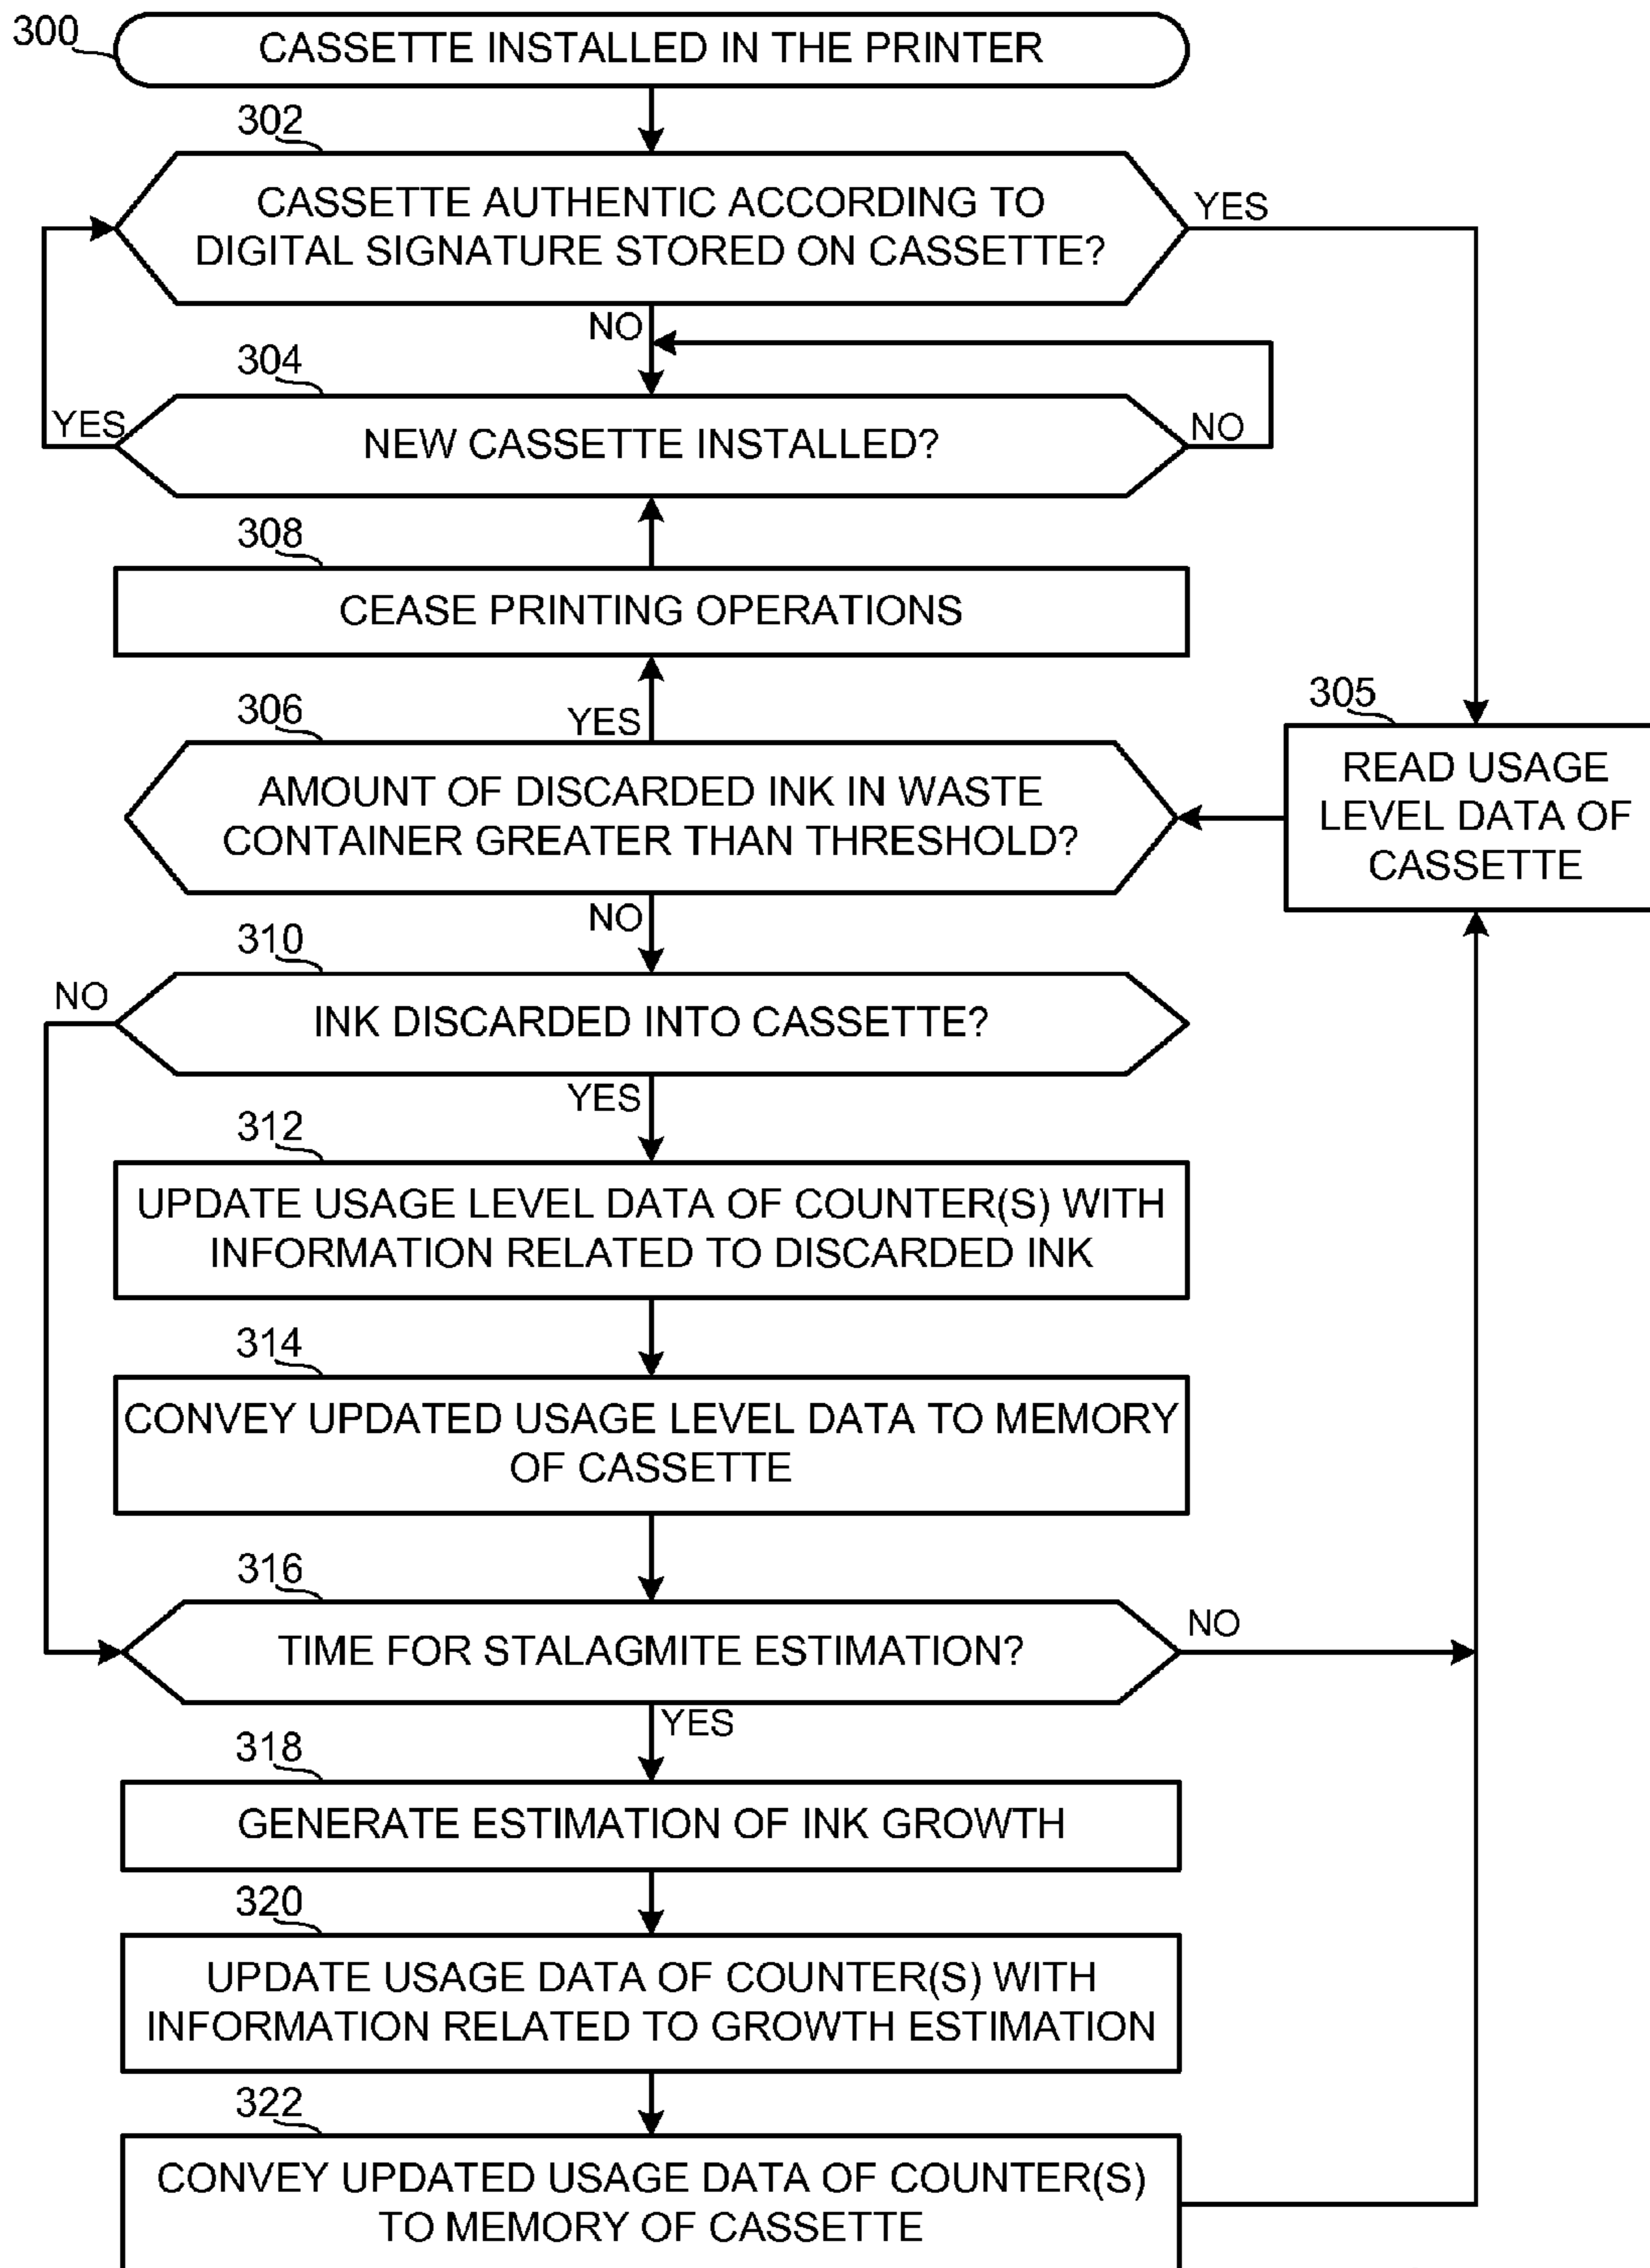 300
CASSETTE INSTALLED IN THE PRINTER
302
CASSETTE AUTHENTIC ACCORDING TO
DIGITAL SIGNATURE STORED ON CASSETTE?
YES
NO
304
YES
NEW CASSETTE INSTALLED?
NO
308
CEASE PRINTING OPERATIONS
306
YES
AMOUNT OF DISCARDED INK IN WASTE
CONTAINER GREATER THAN THRESHOLD?
305
READ USAGE
LEVEL DATA OF
CASSETTE
NO
310
NO
INK DISCARDED INTO CASSETTE?
YES
312
UPDATE USAGE LEVEL DATA OF COUNTER(S) WITH
INFORMATION RELATED TO DISCARDED INK
314
CONVEY UPDATED USAGE LEVEL DATA TO MEMORY
OF CASSETTE
316
TIME FOR STALAGMITE ESTIMATION?
NO
YES
318
GENERATE ESTIMATION OF INK GROWTH
320
UPDATE USAGE DATA OF COUNTER(S) WITH
INFORMATION RELATED TO GROWTH ESTIMATION
322
CONVEY UPDATED USAGE DATA OF COUNTER(S)
TO MEMORY OF CASSETTE